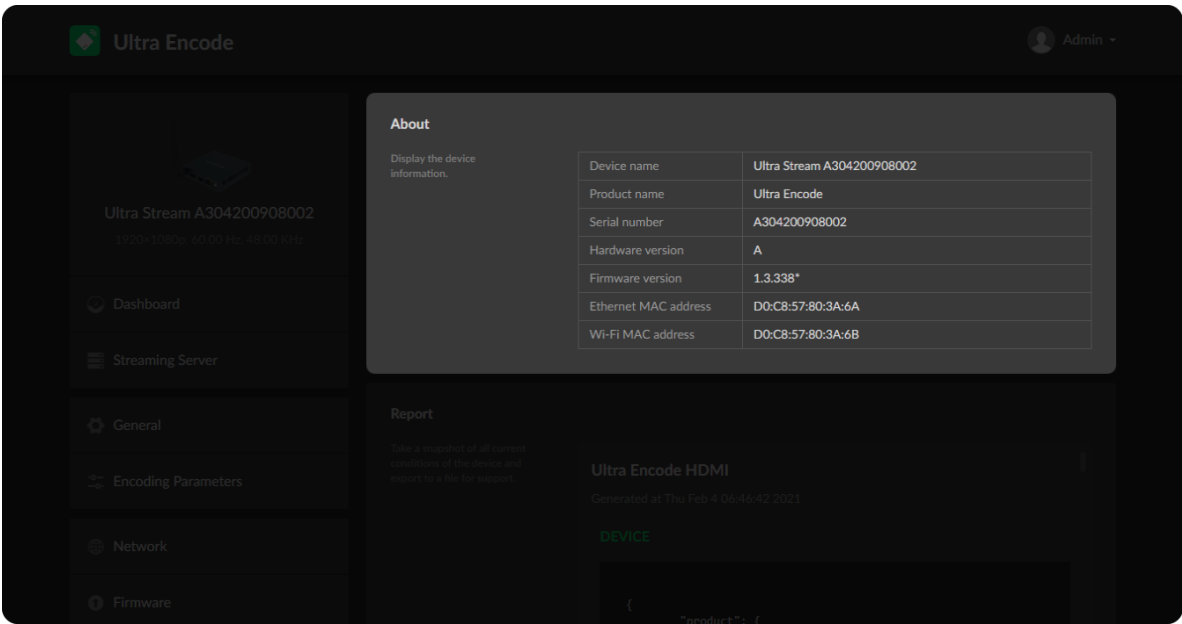 Ultra Encode
Admin
Ultra Stream A304200908002
1920×1080p, 60.00 Hz, 48.00 KHz
Dashboard
Streaming Server
General
Encoding Parameters
Network
Firmware
About
Display the device
information.
Device name Ultra Stream A304200908002
Product name Ultra Encode
Serial number A304200908002
Hardware version A
Firmware version 1.3.338*
Ethernet MAC address D0:C8:57:80:3A:6A
Wi-Fi MAC address D0:C8:57:80:3A:6B
Report
Take a snapshot of all current
conditions of the device and
export to a file for support.
Ultra Encode HDMI
Generated at Thu Feb 4 06:46:42 2021
DEVICE
{
"product": {